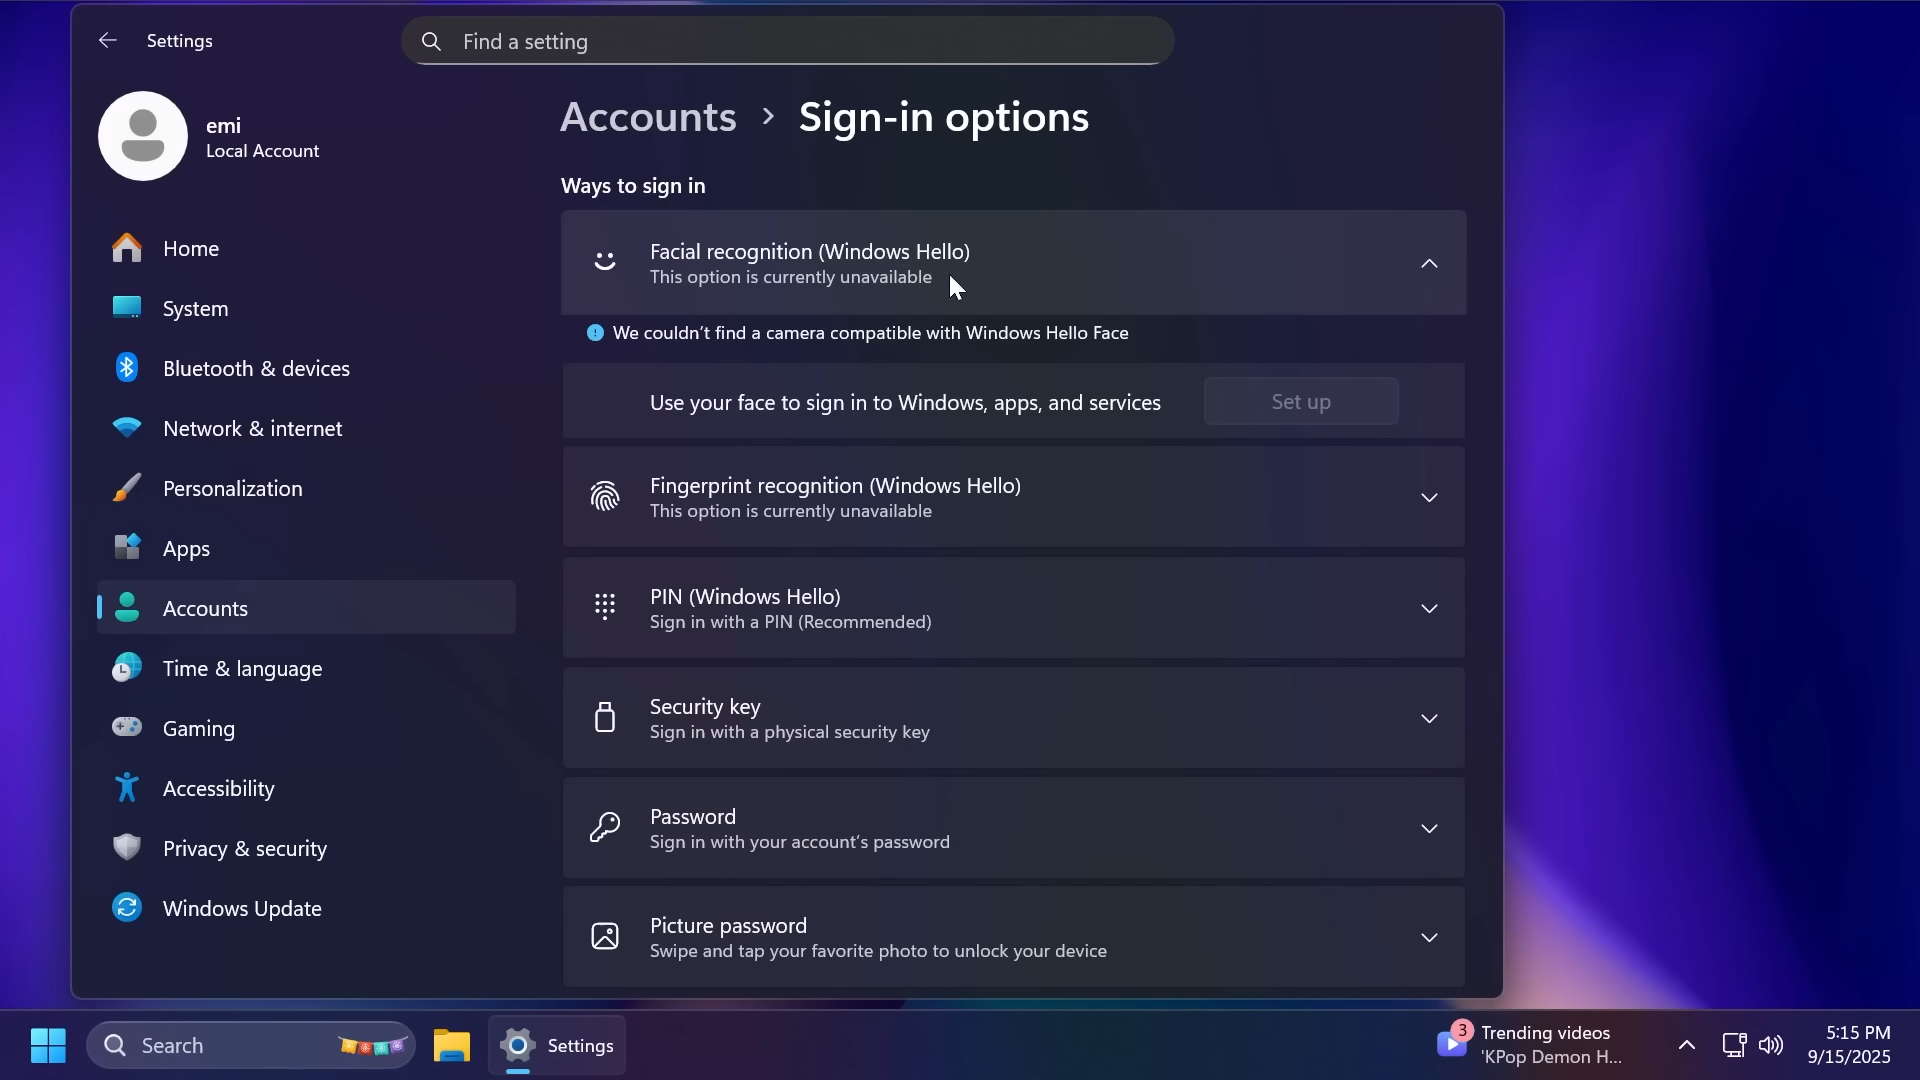 Settings
Find a setting
emi
Local Account
Home
System
Bluetooth & devices
Network & internet
Personalization
Apps
Accounts
Time & language
Gaming
Accessibility
Privacy & security
Windows Update
Accounts > Sign-in options
Ways to sign in
Facial recognition (Windows Hello)
This option is currently unavailable
We couldn't find a camera compatible with Windows Hello Face
Use your face to sign in to Windows, apps, and services
Set up
Fingerprint recognition (Windows Hello)
This option is currently unavailable
PIN (Windows Hello)
Sign in with a PIN (Recommended)
Security key
Sign in with a physical security key
Password
Sign in with your account's password
Picture password
Swipe and tap your favorite photo to unlock your device
Search
Settings
3
Trending videos
'KPop Demon H...
5:15 PM
9/15/2025